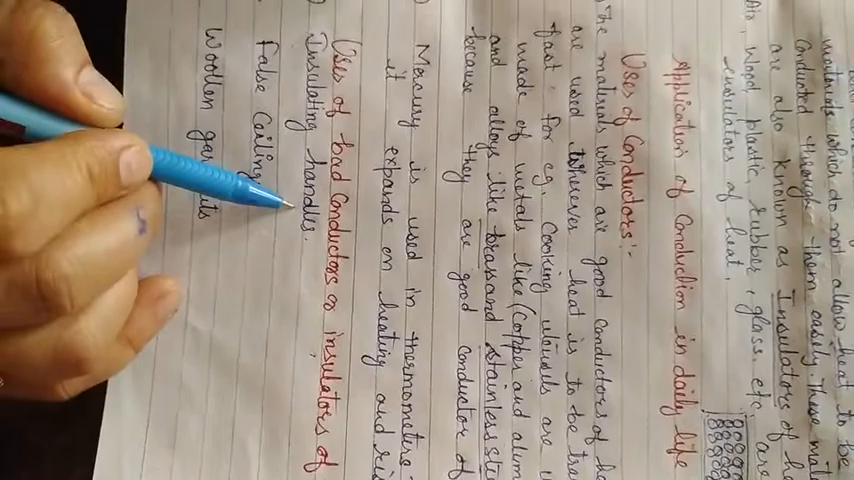 materials which do not allow heat to be
conducted through them easily. These mat
are also known as Insulators of he
Air, Wood plastic, rubber, glass etc. are
insulators of heat.
Application of Conduction in daily life
Uses of Conductors:-
The materials which are good conductors of he
are used wherever heat is to be tra
fast. for eg. Cooking utensils are
made of metals like (Copper and alum
and alloys like brass and stainless st
because they are good conductor of
Mercury is used in thermometers
it expands on heating and ri
Uses of bad Conductors or insulators of
Insulating handles.
False Ceiling
Woollen